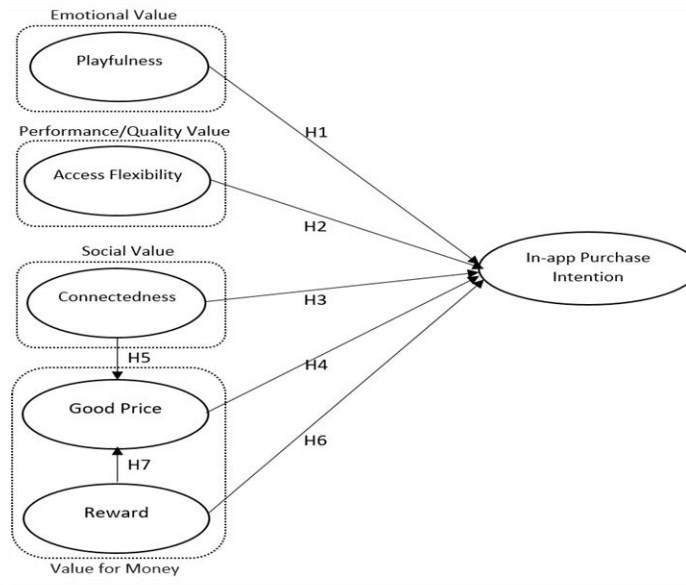 Emotional Value
Playfulness
H1
Performance/Quality Value
Access Flexibility
H2
In-app Purchase
Intention
Social Value
Connectedness
H3
H5
H4
Good Price
H6
H7
Reward
Value for Money